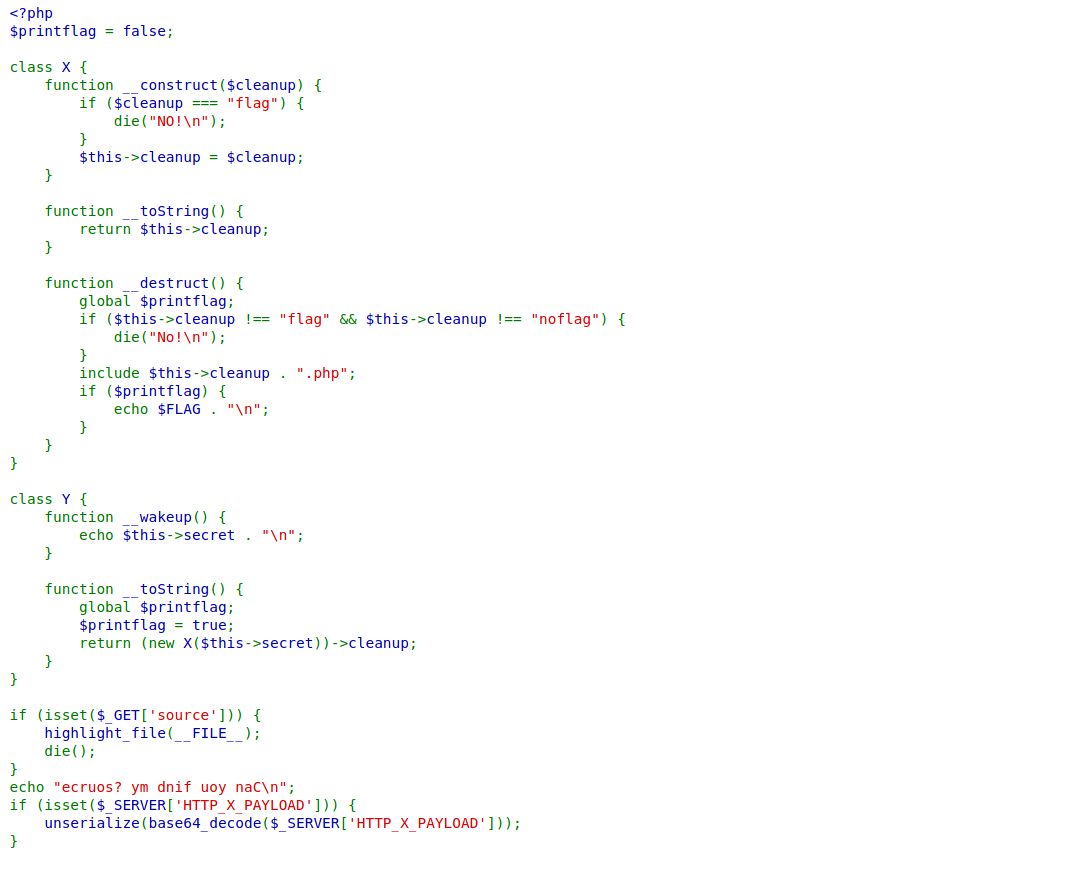 <?php
$printflag = false;

class X {
    function __construct($cleanup) {
        if ($cleanup === "flag") {
            die("NO!\n");
        }
        $this->cleanup = $cleanup;
    }

    function __toString() {
        return $this->cleanup;
    }

    function __destruct() {
        global $printflag;
        if ($this->cleanup !== "flag" && $this->cleanup !== "noflag") {
            die("No!\n");
        }
        include $this->cleanup . ".php";
        if ($printflag) {
            echo $FLAG . "\n";
        }
    }
}

class Y {
    function __wakeup() {
        echo $this->secret . "\n";
    }

    function __toString() {
        global $printflag;
        $printflag = true;
        return (new X($this->secret))->cleanup;
    }
}

if (isset($_GET['source'])) {
    highlight_file(__FILE__);
    die();
}
echo "ecruos? ym dnif uoy naC\n";
if (isset($_SERVER['HTTP_X_PAYLOAD'])) {
    unserialize(base64_decode($_SERVER['HTTP_X_PAYLOAD']));
}